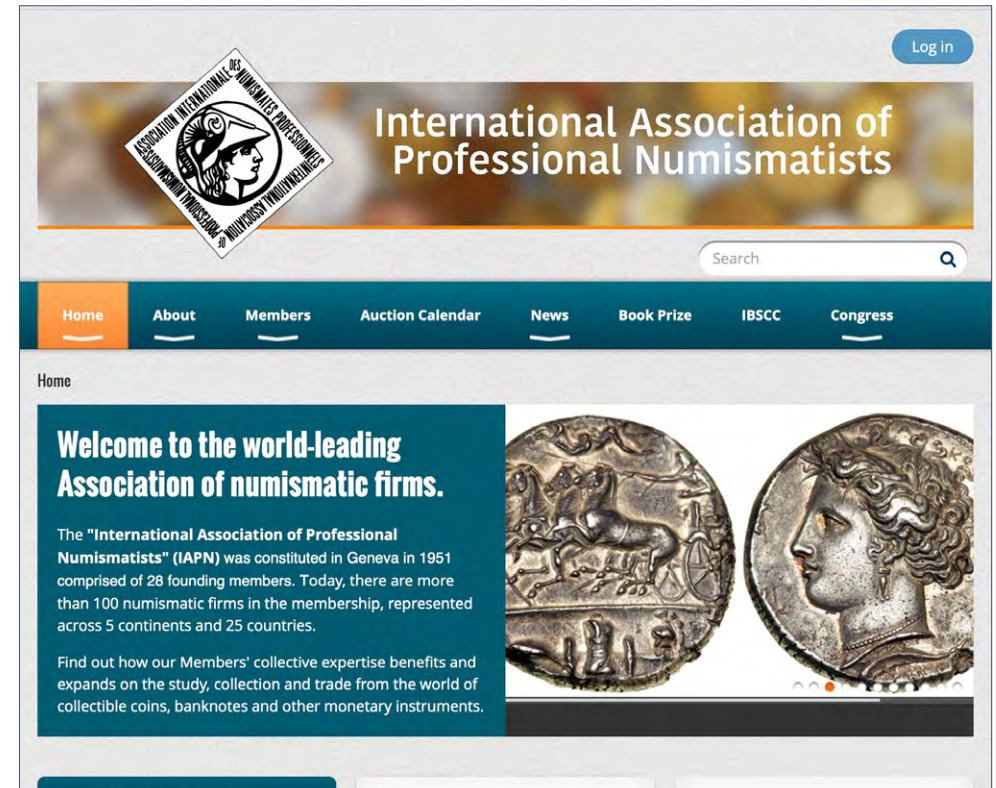 Log in
ASSOCIATION INTERNATIONALE
DES NUMISMATES PROFESSIONNELS
INTERNATIONAL ASSOCIATION
OF PROFESSIONAL NUMISMATISTS
International Association of
Professional Numismatists
Search
Home About Members Auction Calendar News Book Prize IBSCC Congress
Home
Welcome to the world-leading
Association of numismatic firms.
The "International Association of Professional
Numismatists" (IAPN) was constituted in Geneva in 1951
comprised of 28 founding members. Today, there are more
than 100 numismatic firms in the membership, represented
across 5 continents and 25 countries.
Find out how our Members' collective expertise benefits and
expands on the study, collection and trade from the world of
collectible coins, banknotes and other monetary instruments.